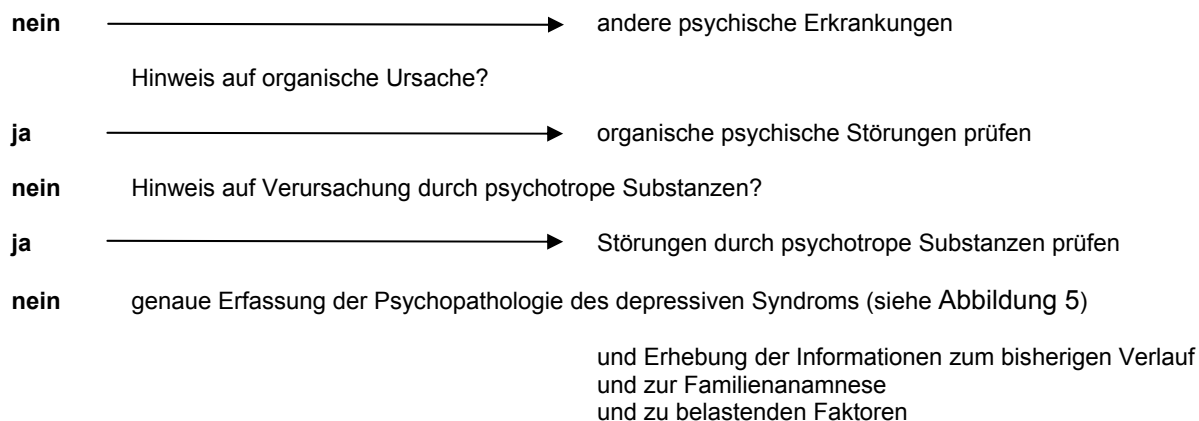 nein andere psychische Erkrankungen
Hinweis auf organische Ursache?
ja organische psychische Störungen prüfen
nein Hinweis auf Verursachung durch psychotrope Substanzen?
ja Störungen durch psychotrope Substanzen prüfen
nein genaue Erfassung der Psychopathologie des depressiven Syndroms (siehe Abbildung 5)
und Erhebung der Informationen zum bisherigen Verlauf
und zur Familienanamnese
und zu belastenden Faktoren